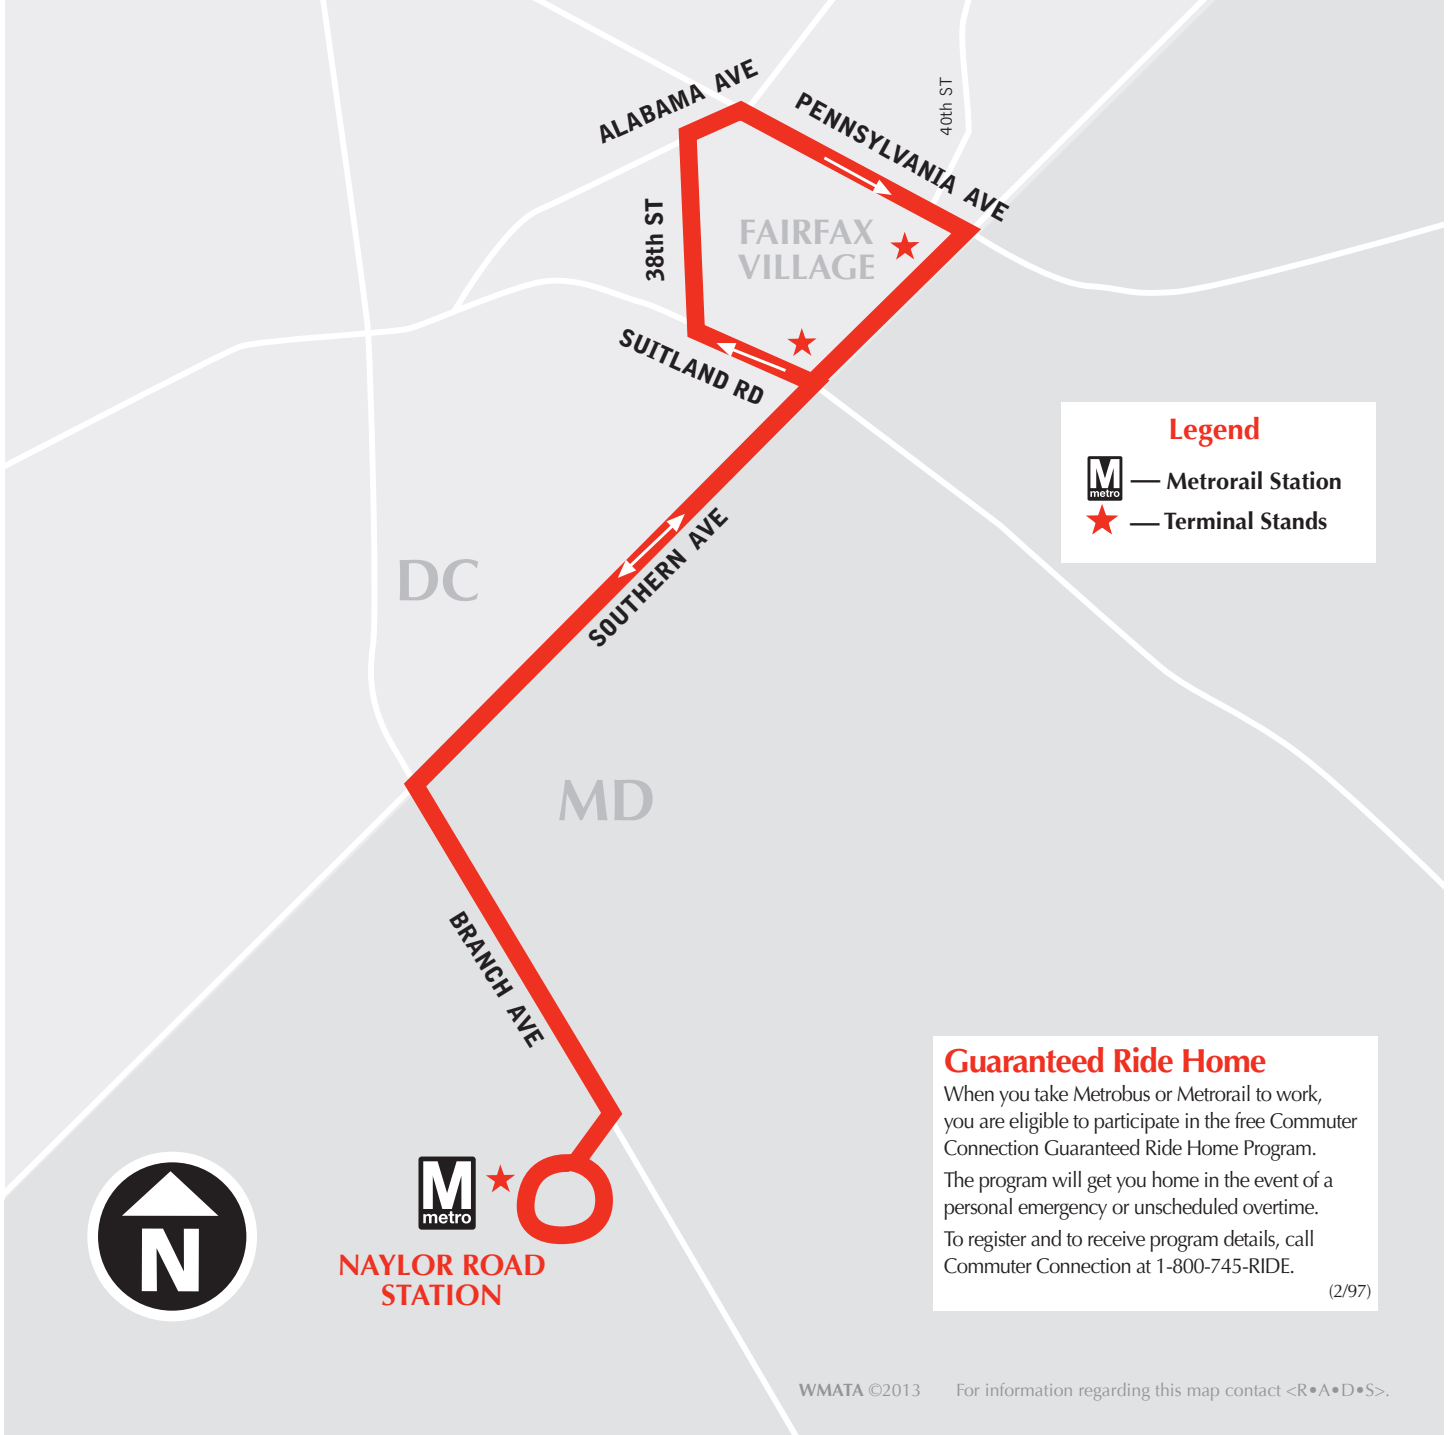 ALABAMA AVE
PENNSYLVANIA AVE
40th ST
38th ST
FAIRFAX
VILLAGE
SUITLAND RD
SOUTHERN AVE
Legend
M
metro
— Metrorail Station
— Terminal Stands
DC
MD
BRANCH AVE
M
metro
NAYLOR ROAD
STATION
N
Guaranteed Ride Home
When you take Metrobus or Metrorail to work,
you are eligible to participate in the free Commuter
Connection Guaranteed Ride Home Program.
The program will get you home in the event of a
personal emergency or unscheduled overtime.
To register and to receive program details, call
Commuter Connection at 1-800-745-RIDE.
(2/97)
WMATA ©2013 For information regarding this map contact <R•A•D•S>.